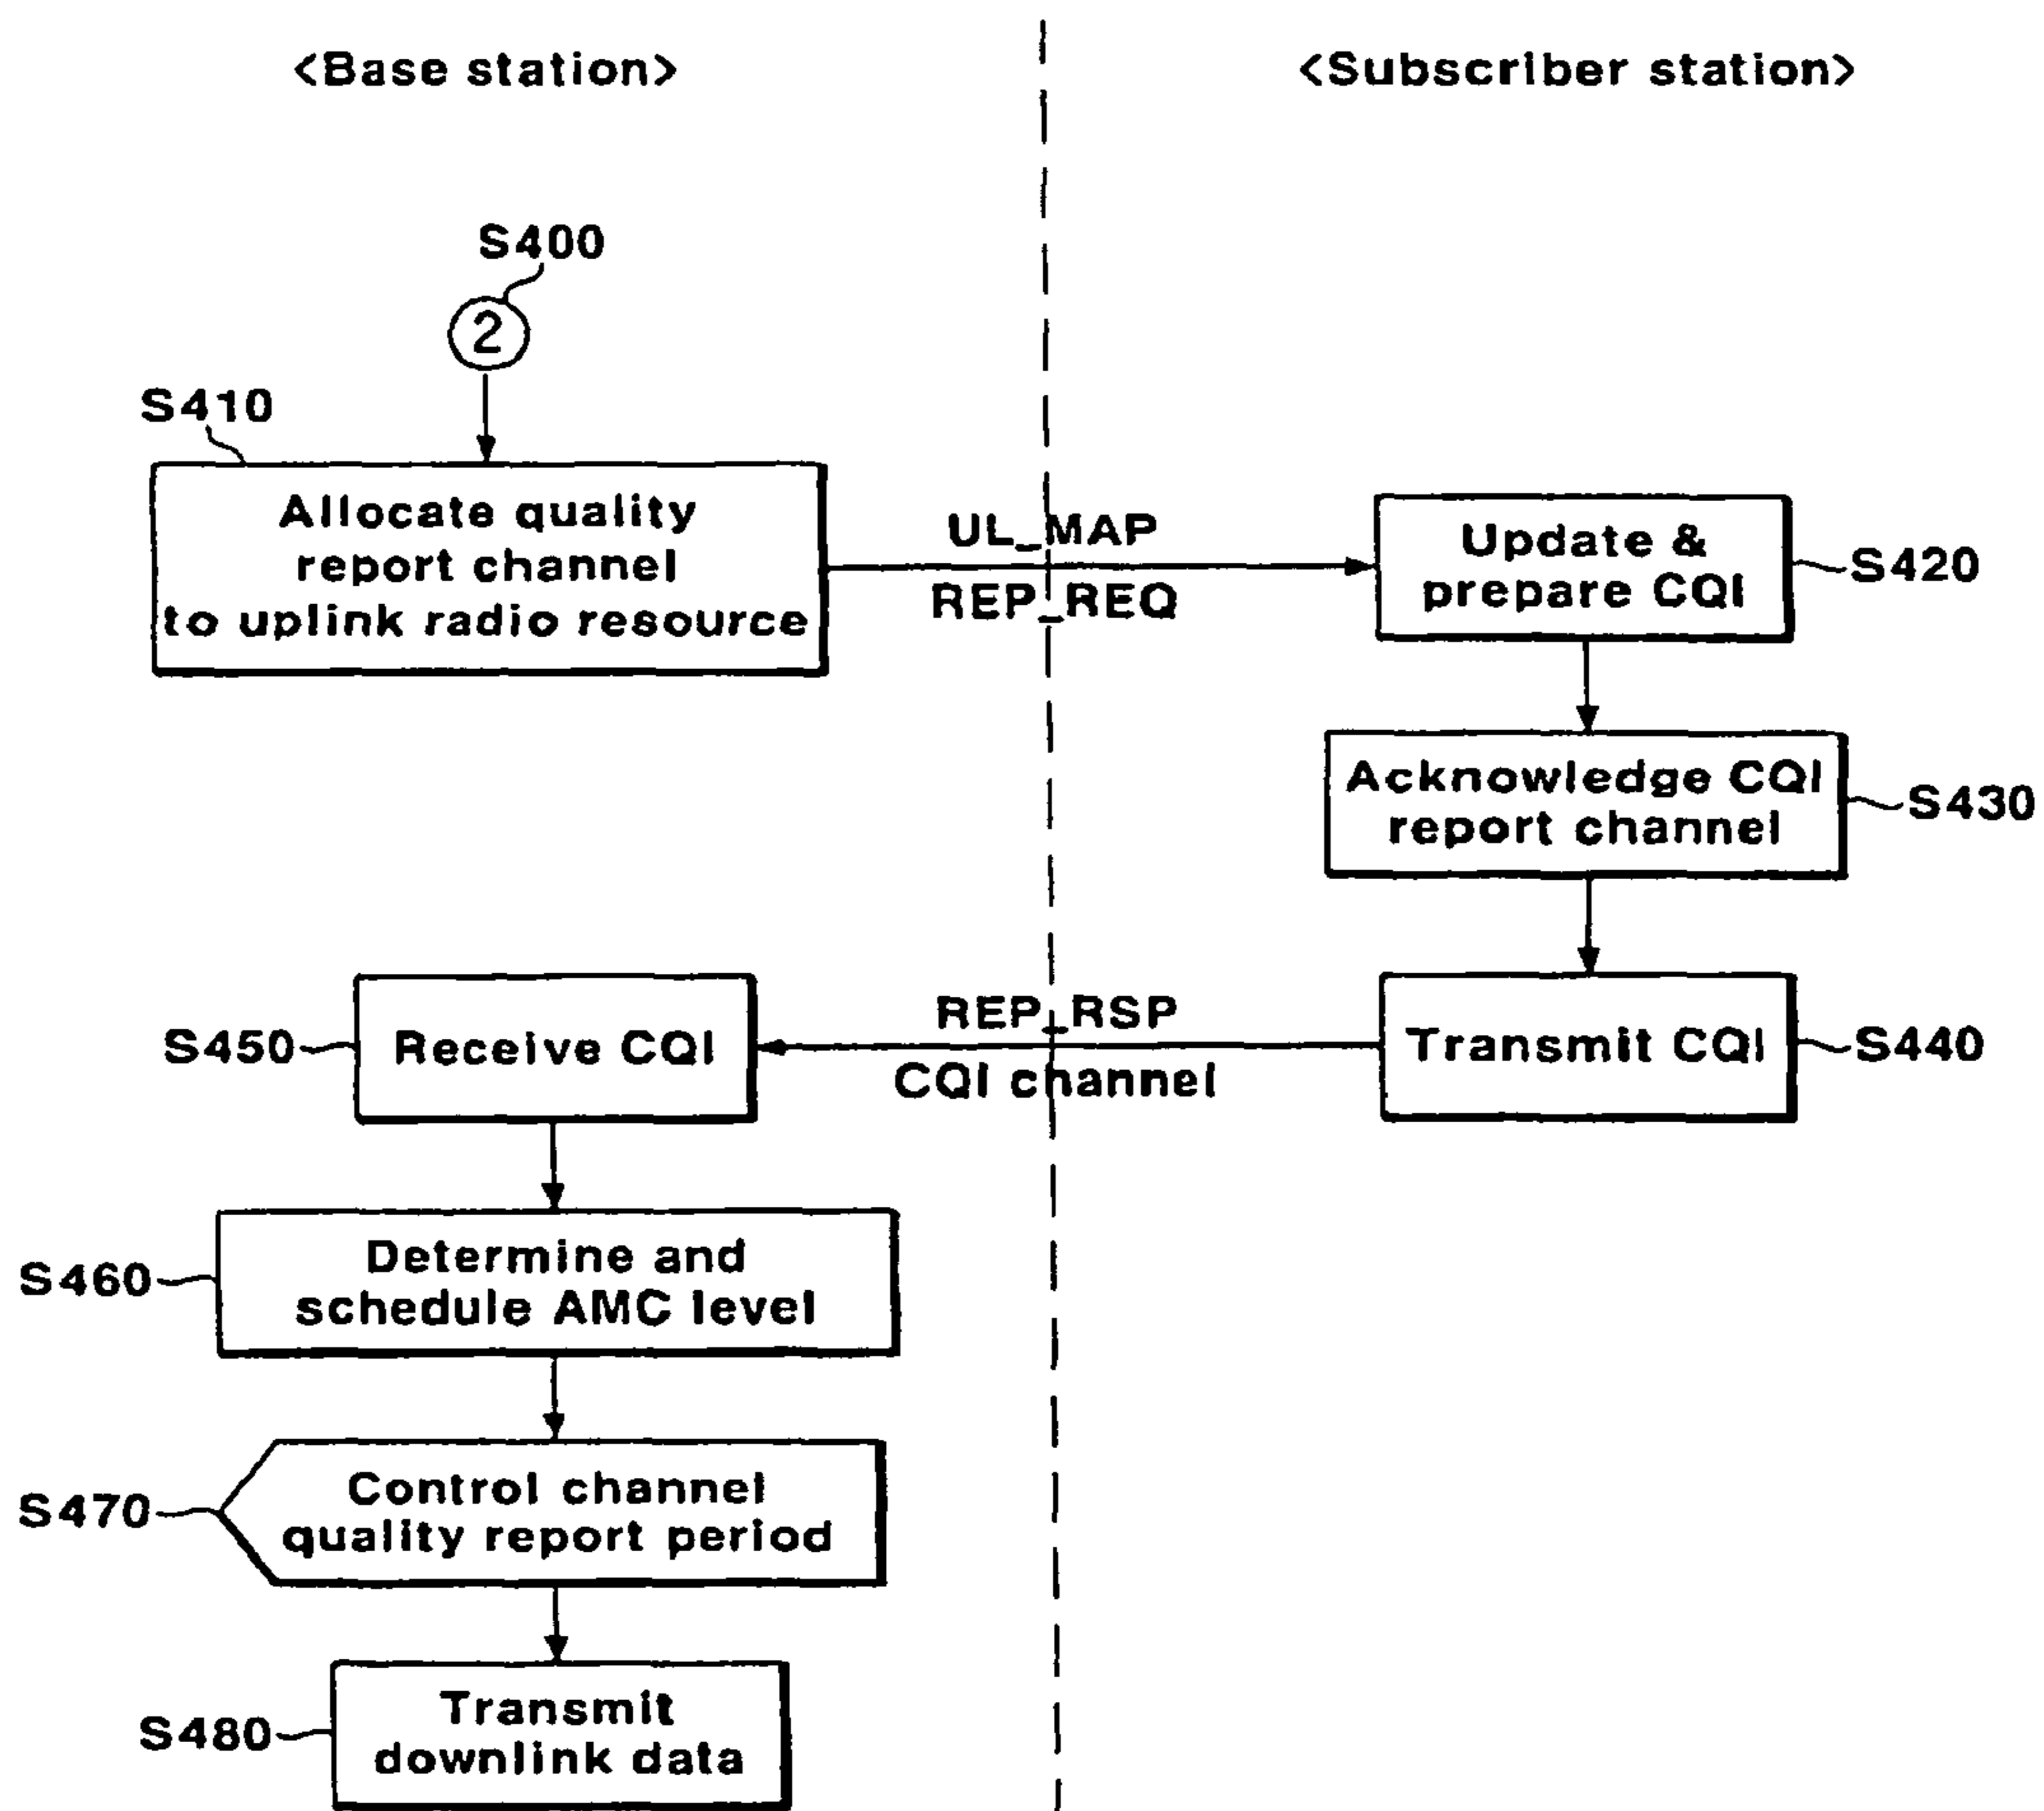 <Base station>
<Subscriber station>
S400
2
S410
Allocate quality
report channel
to uplink radio resource
UL_MAP
REP_REQ
Update &
prepare CQI
S420
Acknowledge CQI
report channel
S430
S450
Receive CQI
REP_RSP
CQI channel
Transmit CQI
S440
S460
Determine and
schedule AMC level
S470
Control channel
quality report period
S480
Transmit
downlink data